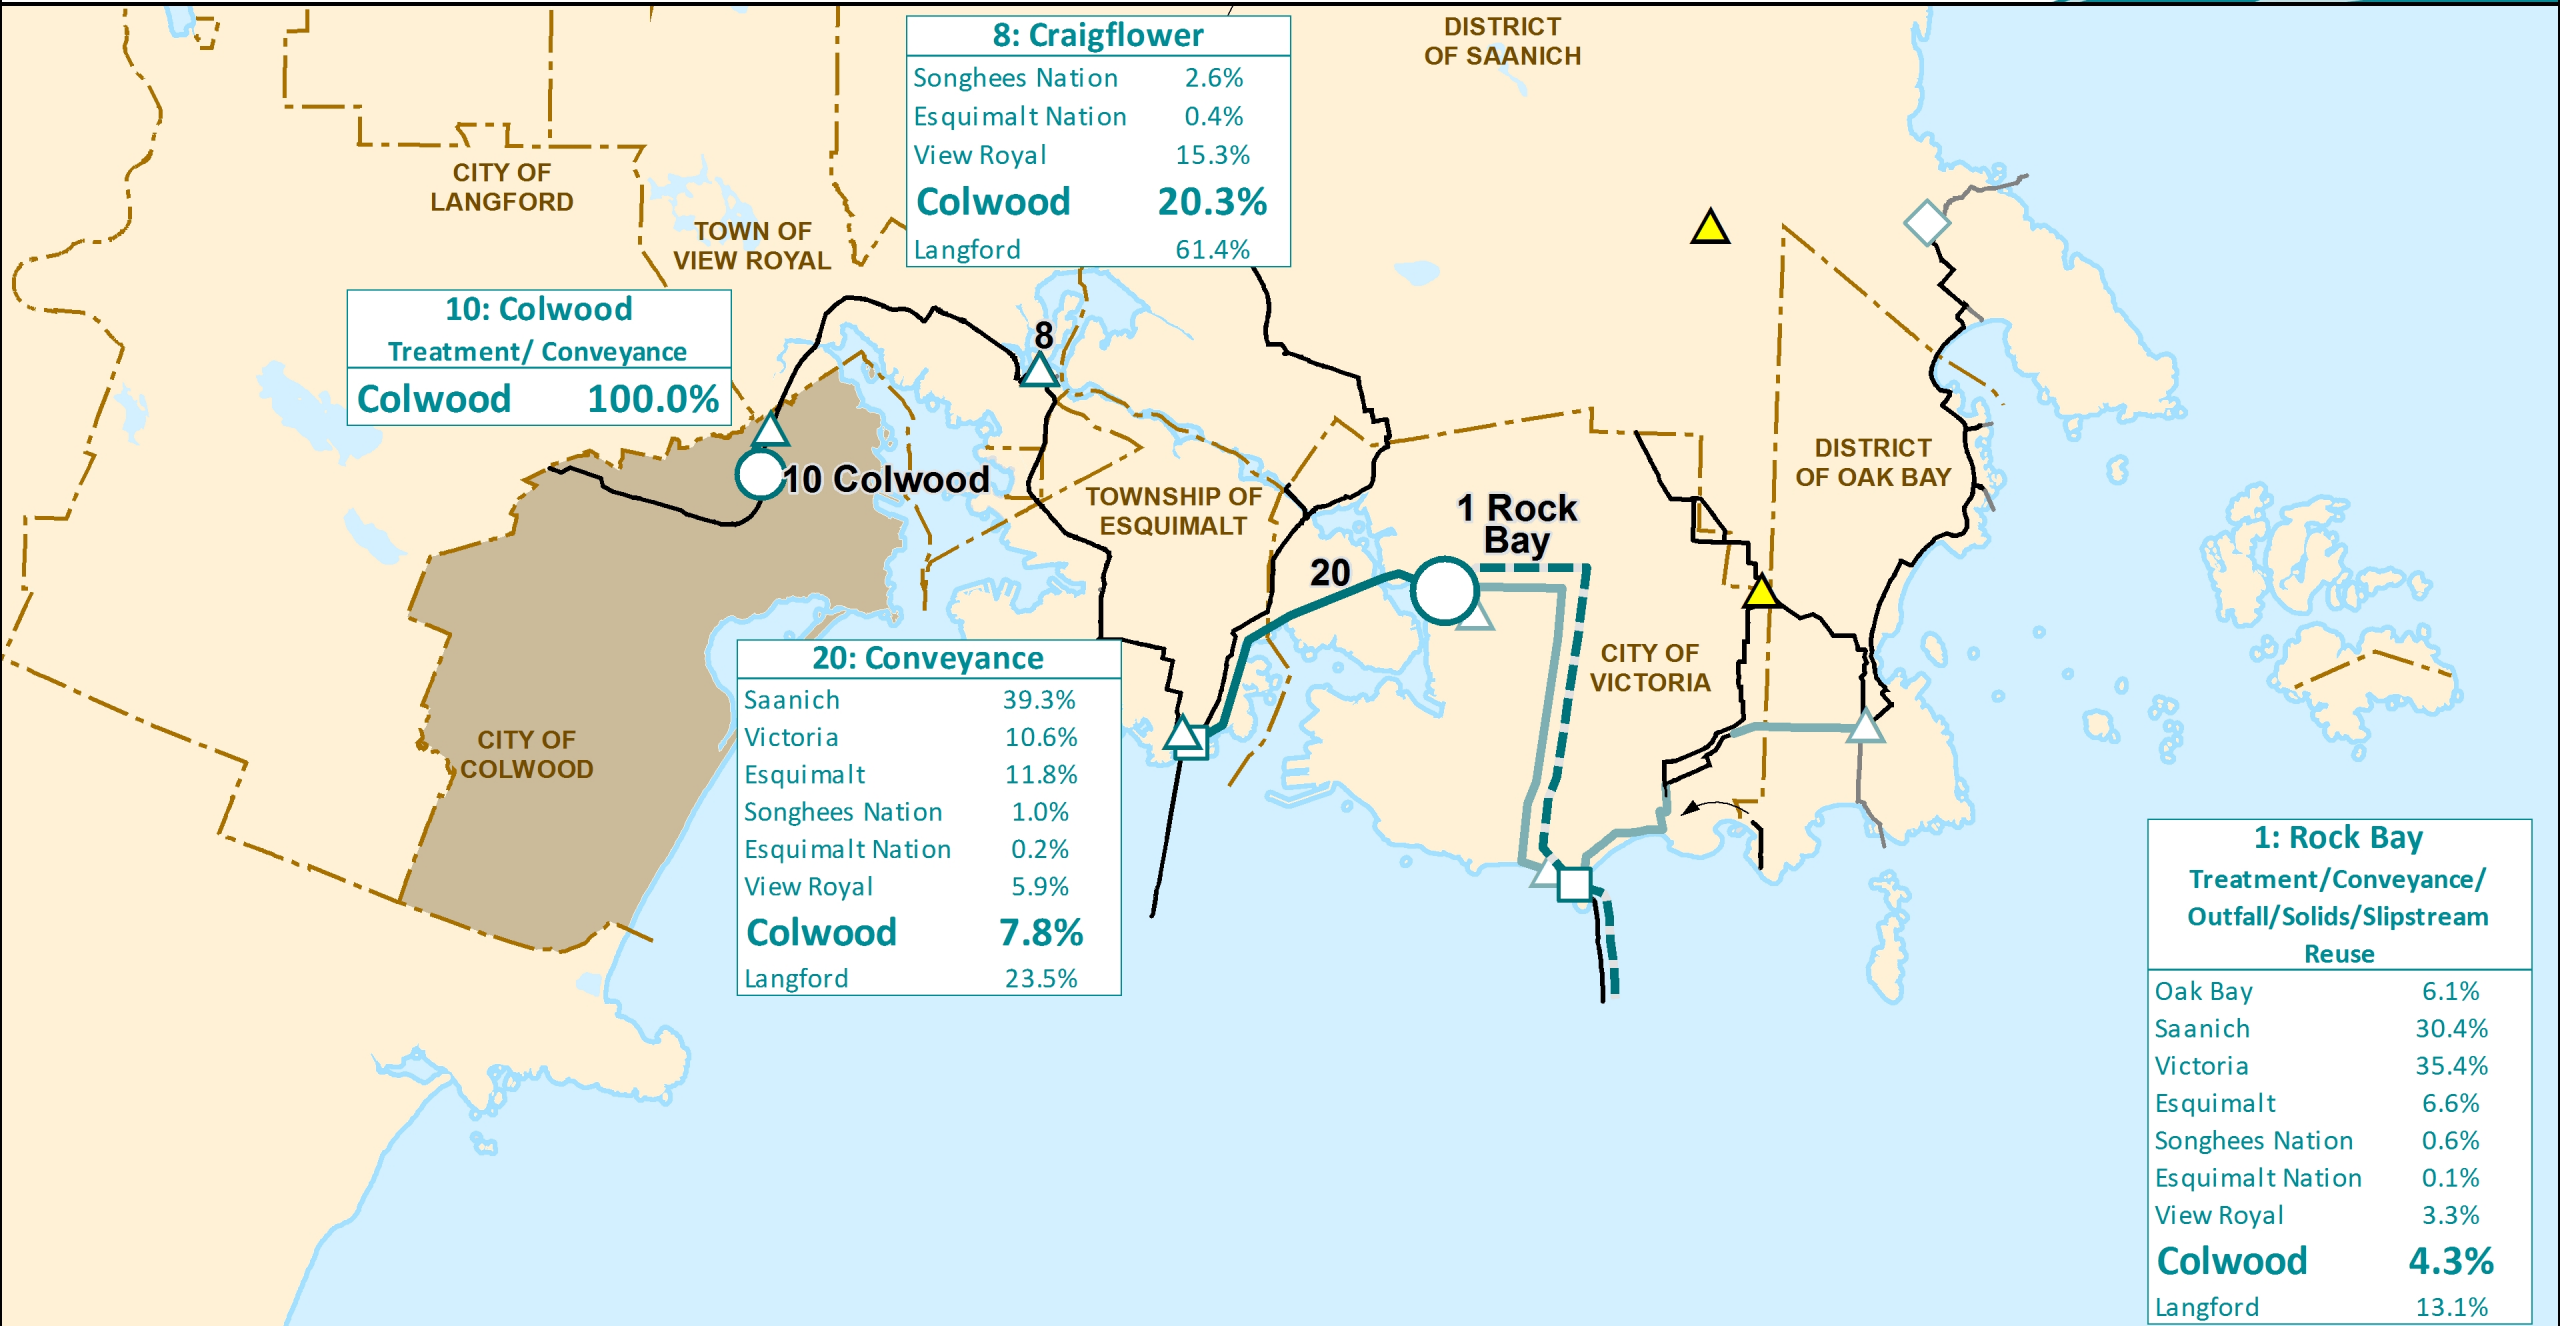 DISTRICT
OF SAANICH
8: Craigflower
Songhees Nation 2.6%
Esquimalt Nation 0.4%
View Royal 15.3%
Colwood 20.3%
Langford 61.4%
CITY OF
LANGFORD
TOWN OF
VIEW ROYAL
10: Colwood
Treatment/ Conveyance
Colwood 100.0%
8
10 Colwood
TOWNSHIP OF
ESQUIMALT
DISTRICT
OF OAK BAY
1 Rock
Bay
20
CITY OF
VICTORIA
CITY OF
COLWOOD
20: Conveyance
Saanich 39.3%
Victoria 10.6%
Esquimalt 11.8%
Songhees Nation 1.0%
Esquimalt Nation 0.2%
View Royal 5.9%
Colwood 7.8%
Langford 23.5%
1: Rock Bay
Treatment/Conveyance/
Outfall/Solids/Slipstream
Reuse
Oak Bay 6.1%
Saanich 30.4%
Victoria 35.4%
Esquimalt 6.6%
Songhees Nation 0.6%
Esquimalt Nation 0.1%
View Royal 3.3%
Colwood 4.3%
Langford 13.1%